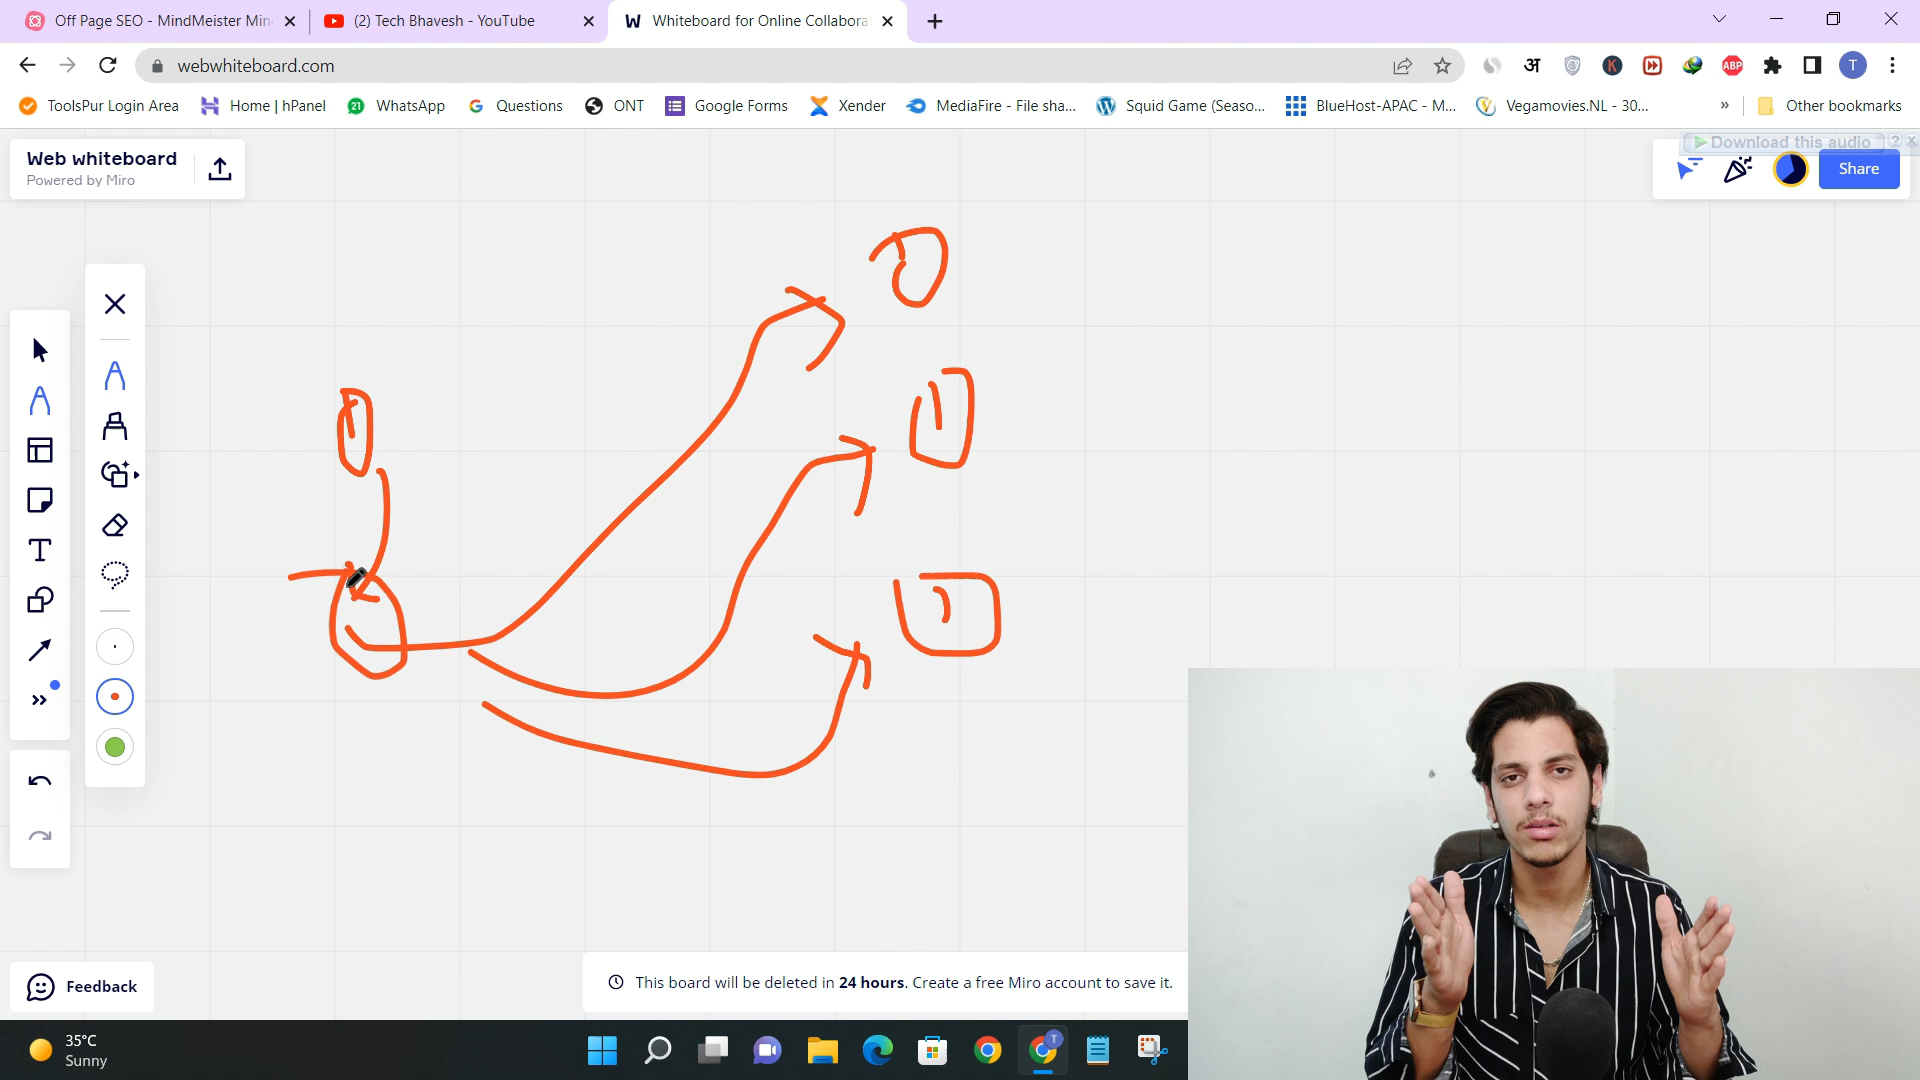 Off Page SEO - MindMeister Min
(2) Tech Bhavesh - YouTube
W Whiteboard for Online Collabora
webwhiteboard.com
अ
K
ABP
T
ToolsPur Login Area
21 WhatsApp
Home | hPanel
Questions
ONT
Google Forms
Xender
MediaFire - File sha...
Squid Game (Seaso...
BlueHost-APAC - M...
Vegamovies.NL - 30...
»
Other bookmarks
Web whiteboard
Powered by Miro
Download this audio
?
Share
T
Feedback
This board will be deleted in 24 hours. Create a free Miro account to save it.
35°C
Sunny
T